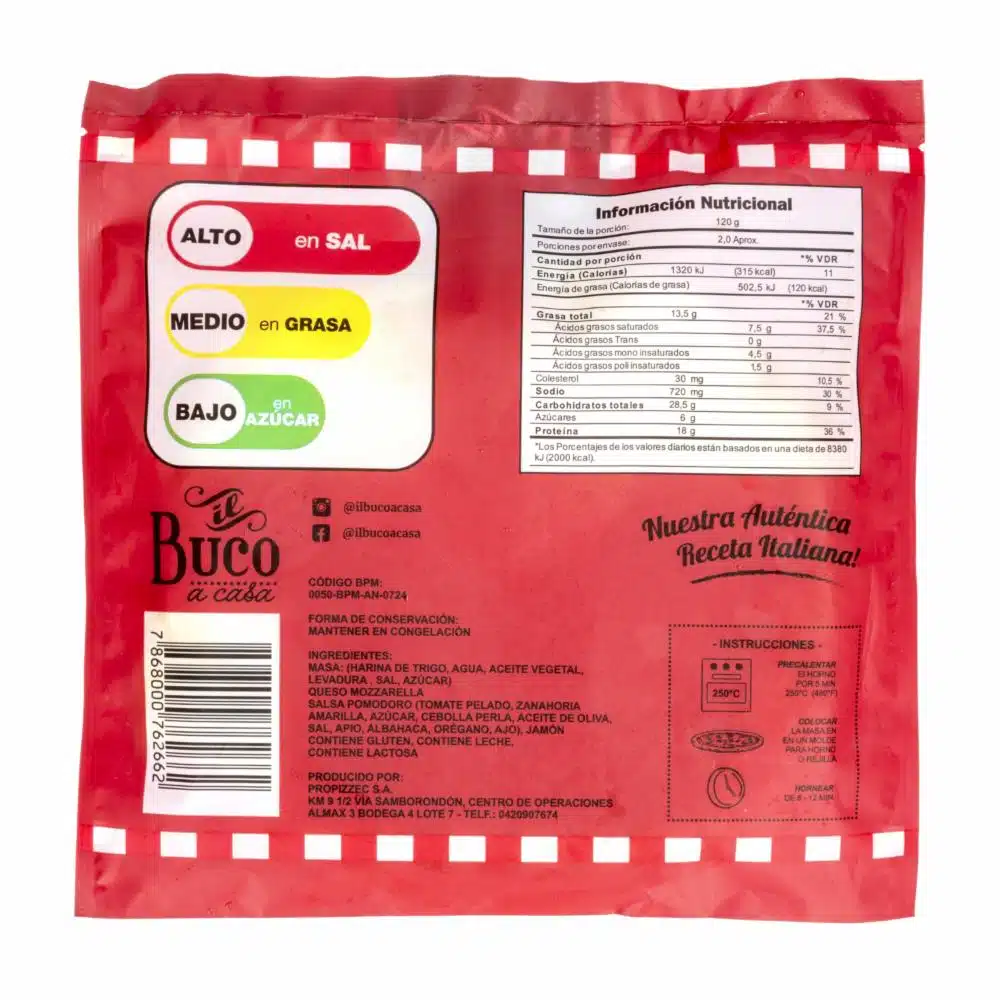 ALTO en SAL
MEDIO en GRASA
BAJO en AZÚCAR
Información Nutricional
Tamaño de la porción: 120 g
Porciones por envase: 2,0 Aprox.
Cantidad por porción *% VDR
Energía (Calorías) 1320 kJ (315 kcal) 11
Energía de grasa (Calorías de grasa) 502,5 kJ (120 kcal)
*% VDR
Grasa total 13,5 g 21 %
Ácidos grasos saturados 7,5 g 37,5 %
Ácidos grasos Trans 0 g
Ácidos grasos mono insaturados 4,5 g
Ácidos grasos poli insaturados 1,5 g
Colesterol 30 mg 10,5 %
Sodio 720 mg 30 %
Carbohidratos totales 28,5 g 9 %
Azúcares 6 g
Proteína 18 g 36 %
*Los Porcentajes de los valores diarios están basados en una dieta de 8380
kJ (2000 kcal).
il
BUCO
a casa
@ilbucoacasa
@ilbucoacasa
Nuestra Auténtica
Receta Italiana!
CÓDIGO BPM:
0050-BPM-AN-0724
FORMA DE CONSERVACIÓN:
MANTENER EN CONGELACIÓN
INGREDIENTES:
MASA: (HARINA DE TRIGO, AGUA, ACEITE VEGETAL,
LEVADURA , SAL, AZÚCAR)
QUESO MOZZARELLA
SALSA POMODORO (TOMATE PELADO, ZANAHORIA
AMARILLA, AZÚCAR, CEBOLLA PERLA, ACEITE DE OLIVA,
SAL, APIO, ALBAHACA, ORÉGANO, AJO), JAMÓN
CONTIENE GLUTEN, CONTIENE LECHE,
CONTIENE LACTOSA
PRODUCIDO POR:
PROPIZZEC S.A.
KM 9 1/2 VÍA SAMBORONDÓN, CENTRO DE OPERACIONES
ALMAX 3 BODEGA 4 LOTE 7 - TELF.: 0420907674
7 868000 762662
- INSTRUCCIONES -
250°C
PRECALENTAR
El HORNO
POR 5 MIN
250°C (480°F)
COLOCAR
LA MASA EN
EN UN MOLDE
PARA HORNO
O REJILLA
HORNEAR
DE 8 - 12 MIN